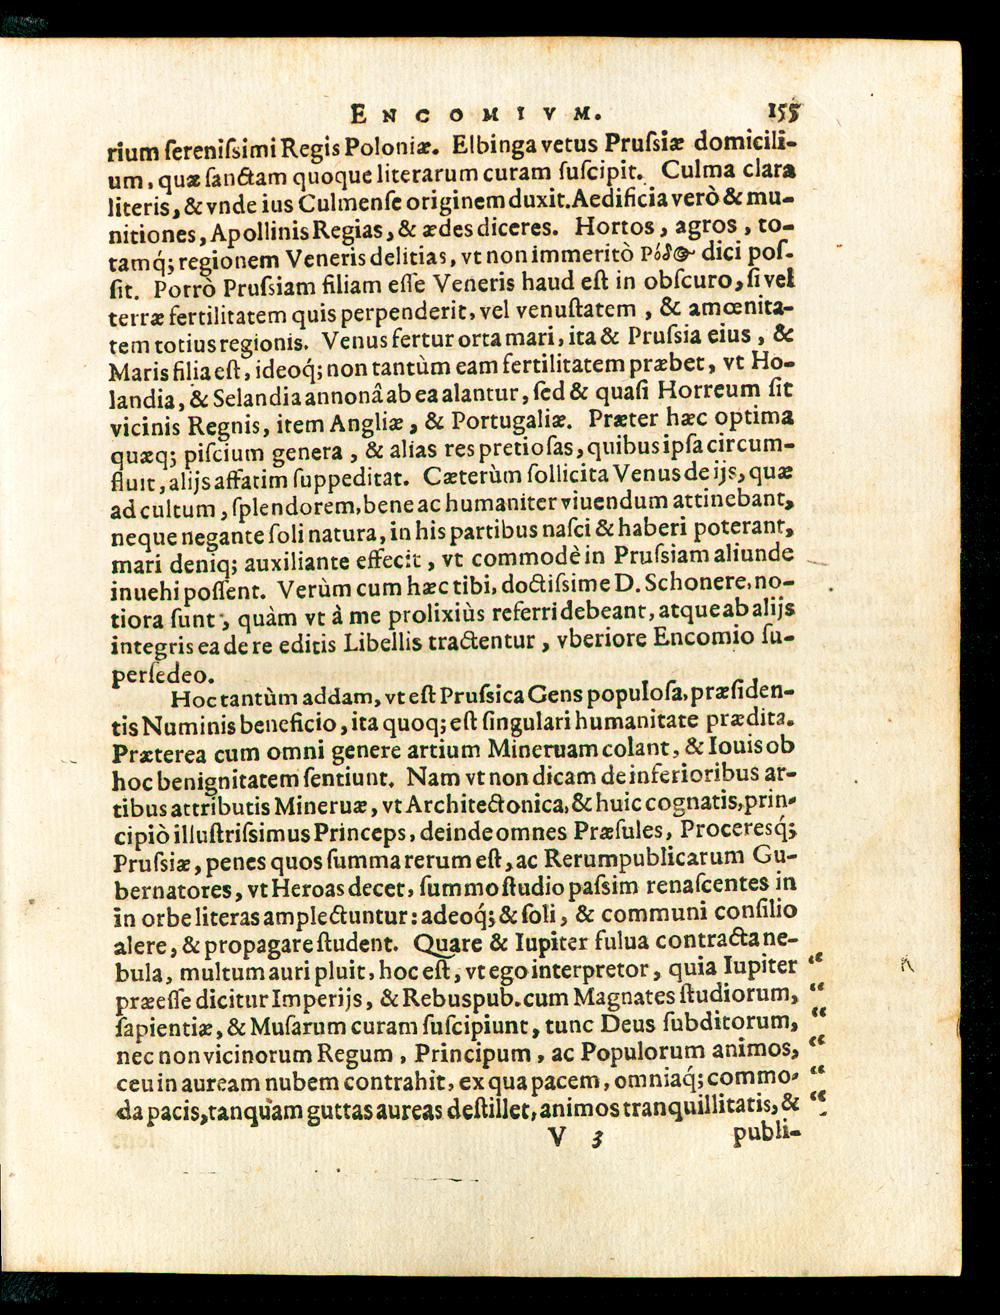 ENCOMIVM. 155
rium ſereniſsimi Regis Poloniæ. Elbinga vetus Pruſsiæ domicili-
um, quæ ſanctam quoque literarum curam ſuſcipit. Culma clara
literis, & vnde ius Culmenſe originem duxit. Aedificia verò & mu-
nitiones, Apollinis Regias, & ædes diceres. Hortos, agros, to-
tamq́; regionem Veneris delitias, vt non immeritò Ῥόδος dici poſ-
ſit. Porrò Pruſsiam filiam eſſe Veneris haud eſt in obſcuro, ſi vel
terræ fertilitatem quis perpenderit, vel venuſtatem, & amœnita-
tem totius regionis. Venus fertur orta mari, ita & Pruſsia eius, &
Maris filia eſt, ideoq́; non tantùm eam fertilitatem præbet, vt Ho-
landia, & Selandia annonâ ab ea alantur, ſed & quaſi Horreum ſit
vicinis Regnis, item Angliæ, & Portugaliæ. Præter hæc optima
quæq; piſcium genera, & alias res pretioſas, quibus ipſa circum-
fluit, alijs affatim ſuppeditat. Cæterùm ſollicita Venus de ijs, quæ
ad cultum, ſplendorem, bene ac humaniter viuendum attinebant,
neque negante ſoli natura, in his partibus naſci & haberi poterant,
mari deniq; auxiliante effecit, vt commodè in Pruſsiam aliunde
inuehi poſſent. Verùm cum hæc tibi, doctiſsime D. Schonere, no-
tiora ſunt, quàm vt à me prolixiùs referri debeant, atque ab alijs
integris ea de re editis Libellis tractentur, vberiore Encomio ſu-
perſedeo.
Hoc tantùm addam, vt eſt Pruſsica Gens populoſa, præſiden-
tis Numinis beneficio, ita quoq; eſt ſingulari humanitate prædita.
Præterea cum omni genere artium Mineruam colant, & Iouis ob
hoc benignitatem ſentiunt. Nam vt non dicam de inferioribus ar-
tibus attributis Mineruæ, vt Architectonica, & huic cognatis, prin-
cipiò illuſtriſsimus Princeps, deinde omnes Præſules, Proceresq́;
Pruſsiæ, penes quos ſumma rerum eſt, ac Rerumpublicarum Gu-
bernatores, vt Heroas decet, ſummo ſtudio paſsim renaſcentes in
in orbe literas amplectuntur: adeoq́; & ſoli, & communi conſilio
alere, & propagare ſtudent. Quare & Iupiter fulua contracta ne-
bula, multum auri pluit, hoc eſt, vt ego interpretor, quia Iupiter “
præeſſe dicitur Imperijs, & Rebuspub. cum Magnates ſtudiorum, “
ſapientiæ, & Muſarum curam ſuſcipiunt, tunc Deus ſubditorum, “
nec non vicinorum Regum, Principum, ac Populorum animos, “
ceu in auream nubem contrahit, ex qua pacem, omniaq́; commo- “
da pacis, tanquam guttas aureas deſtillet, animos tranquillitatis, & “
V 3 publi-